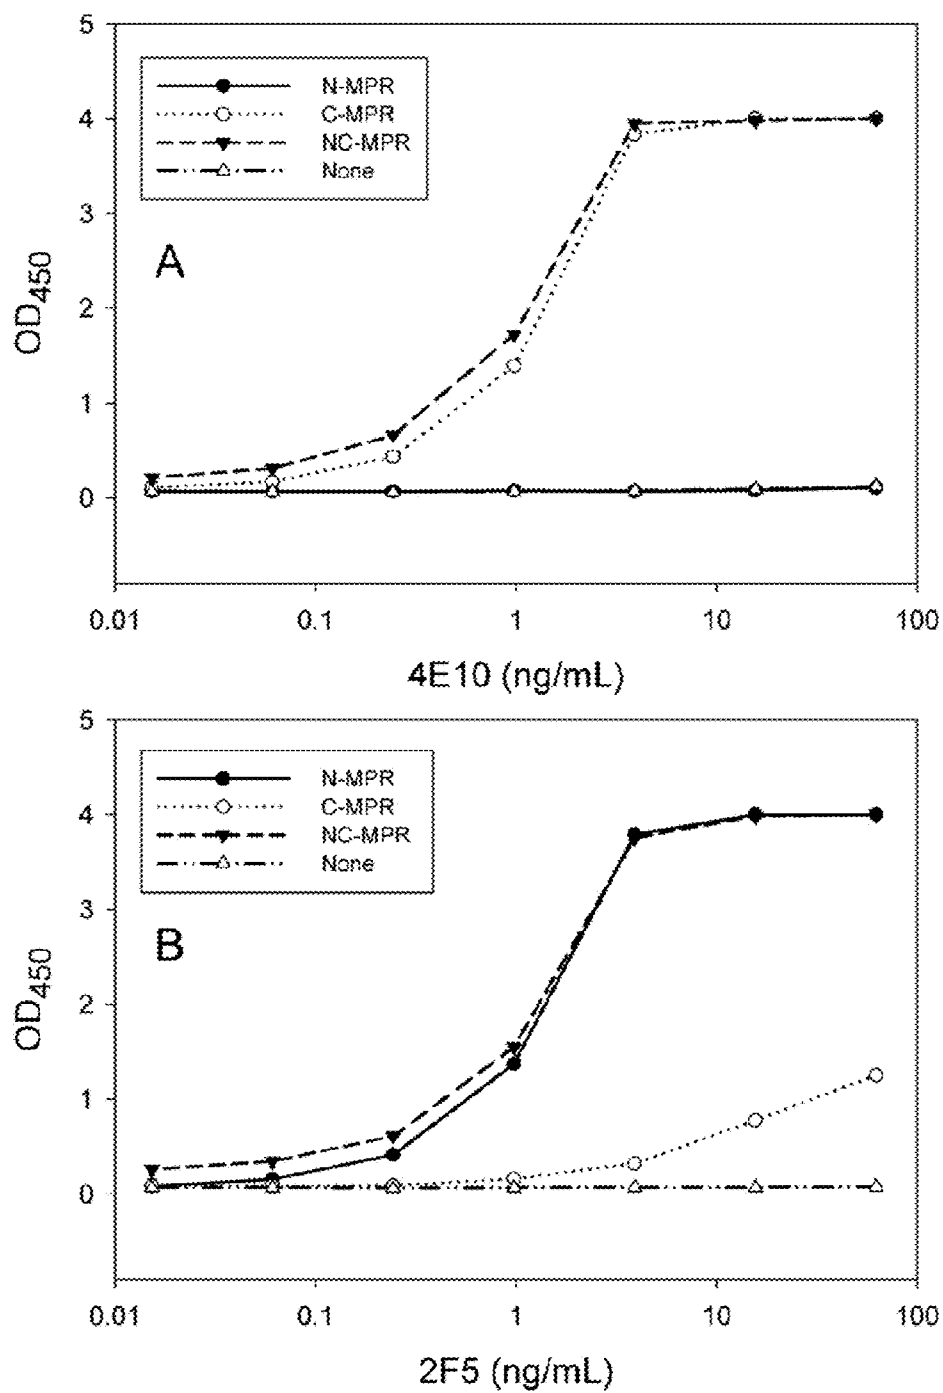 5
4
3
2
1
0
OD450
N-MPR
C-MPR
NC-MPR
None
A
0.01 0.1 1 10 100
4E10 (ng/mL)
5
4
3
2
1
0
OD450
N-MPR
C-MPR
NC-MPR
None
B
0.01 0.1 1 10 100
2F5 (ng/mL)